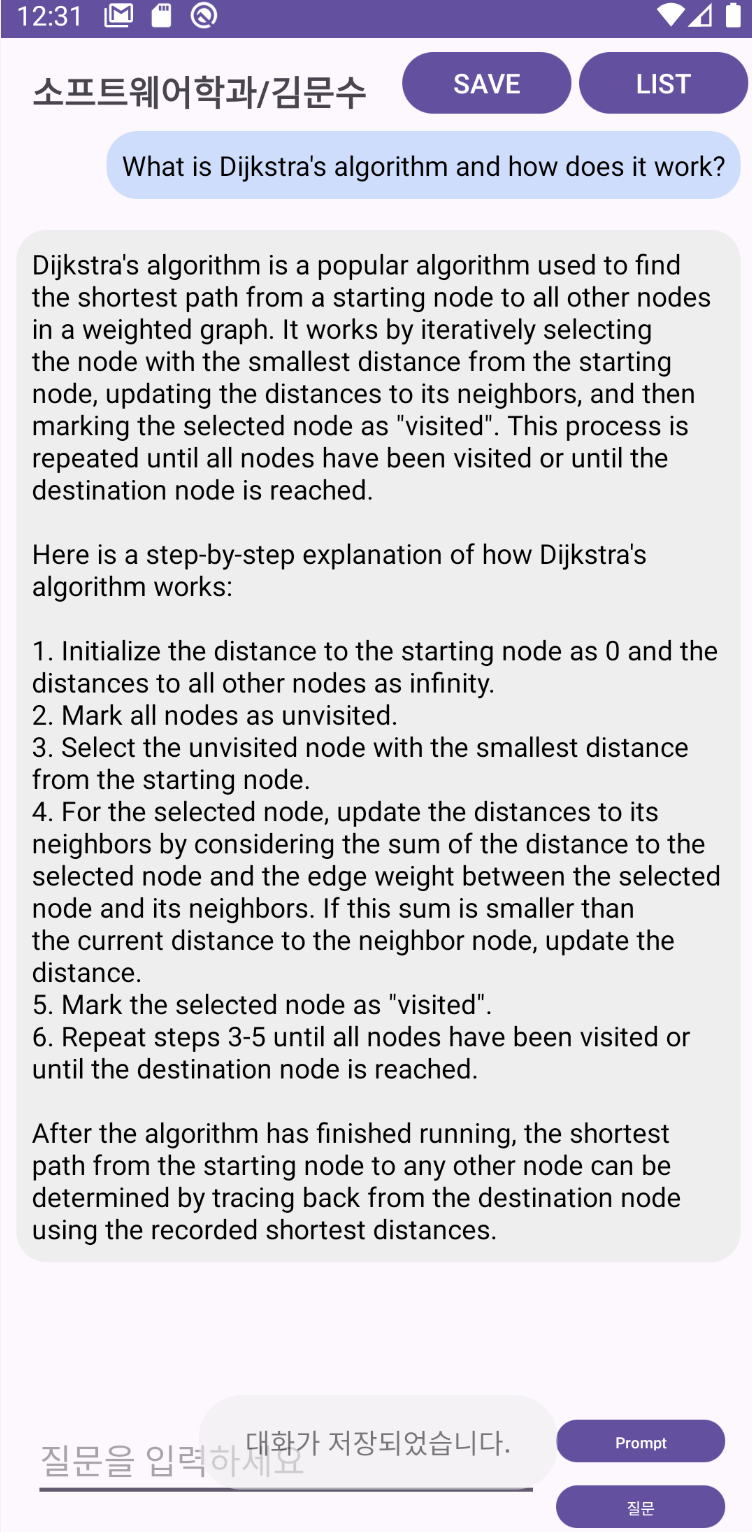 12:31
소프트웨어학과/김문수
SAVE
LIST
What is Dijkstra's algorithm and how does it work?
Dijkstra's algorithm is a popular algorithm used to find
the shortest path from a starting node to all other nodes
in a weighted graph. It works by iteratively selecting
the node with the smallest distance from the starting
node, updating the distances to its neighbors, and then
marking the selected node as "visited". This process is
repeated until all nodes have been visited or until the
destination node is reached.
Here is a step-by-step explanation of how Dijkstra's
algorithm works:
1. Initialize the distance to the starting node as 0 and the
distances to all other nodes as infinity.
2. Mark all nodes as unvisited.
3. Select the unvisited node with the smallest distance
from the starting node.
4. For the selected node, update the distances to its
neighbors by considering the sum of the distance to the
selected node and the edge weight between the selected
node and its neighbors. If this sum is smaller than
the current distance to the neighbor node, update the
distance.
5. Mark the selected node as "visited".
6. Repeat steps 3-5 until all nodes have been visited or
until the destination node is reached.
After the algorithm has finished running, the shortest
path from the starting node to any other node can be
determined by tracing back from the destination node
using the recorded shortest distances.
대화가 저장되었습니다.
질문을 입력하세요
Prompt
질문